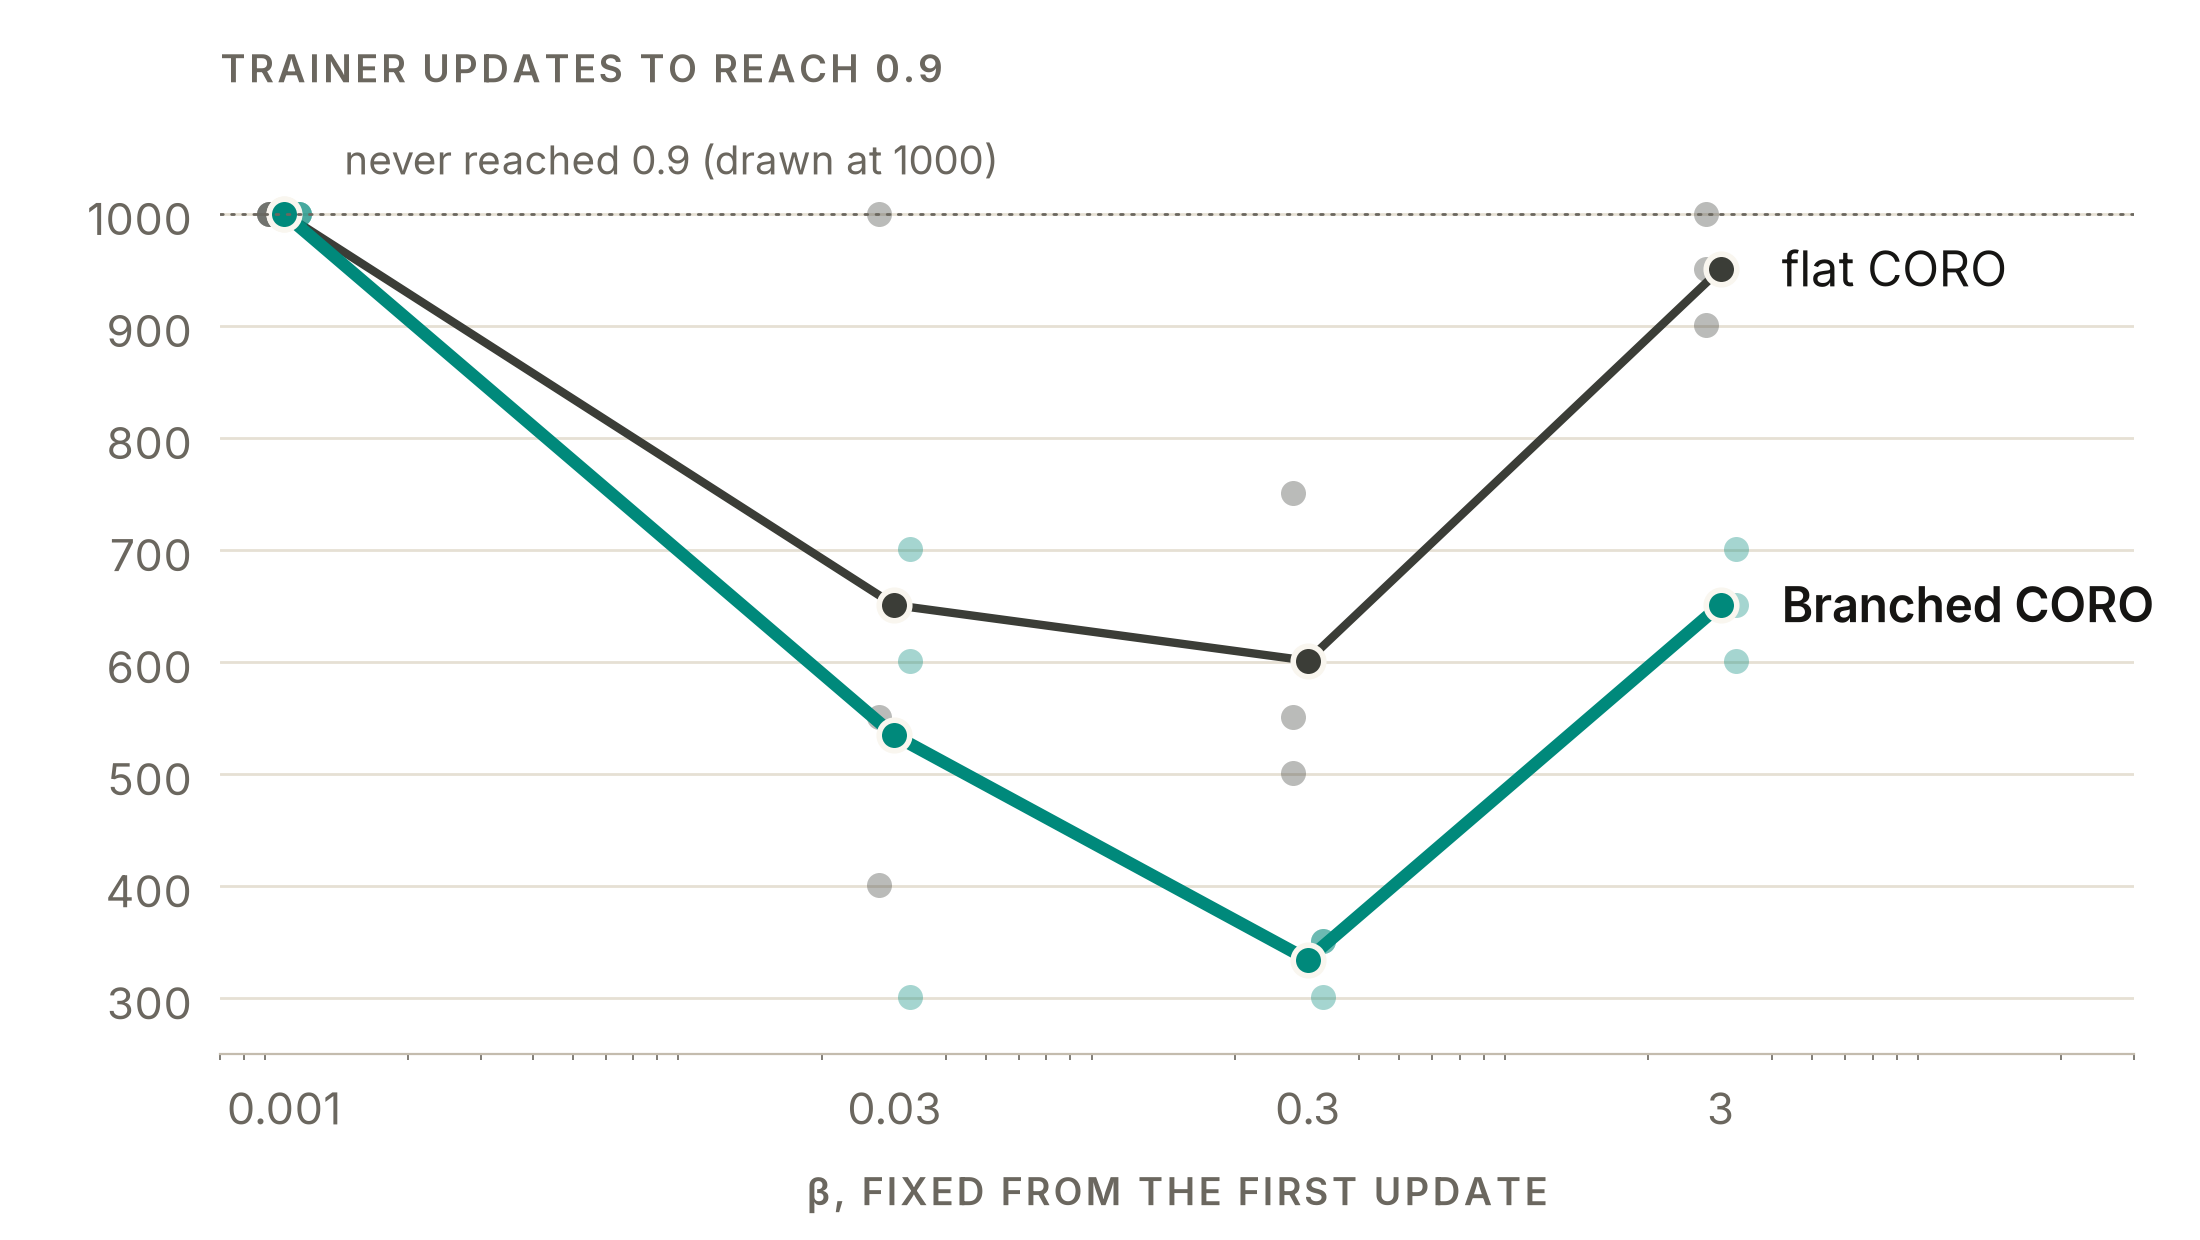 TRAINER UPDATES TO REACH 0.9
never reached 0.9 (drawn at 1000)
1000
flat CORO
900
800
700
Branched CORO
600
500
400
300
0.001 0.03 0.3 3
β, FIXED FROM THE FIRST UPDATE